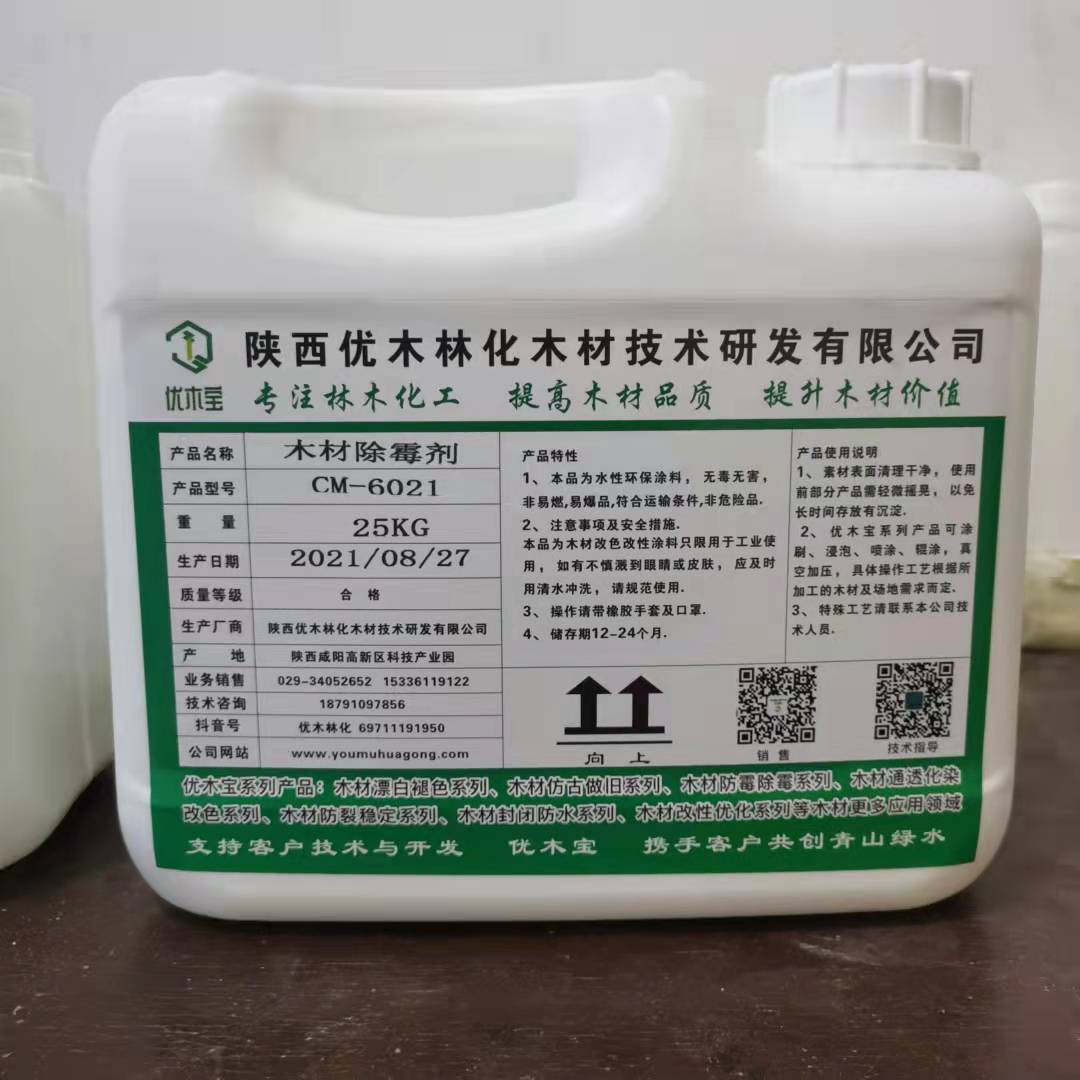 陕西优木林化木材技术研发有限公司
优木宝 专注林木化工 提高木材品质 提升木材价值
产品名称 木材除霉剂
产品型号 CM-6021
重量 25KG
生产日期 2021/08/27
质量等级 合格
生产厂商 陕西优木林化木材技术研发有限公司
产地 陕西咸阳高新区科技产业园
业务销售 029-34052652 15336119122
技术咨询 18791097856
抖音号 优木林化 69711191950
公司网站 www.youmuhuagong.com
产品特性
1、本品为水性环保涂料,无毒无害,
非易燃,易爆品,符合运输条件,非危险品.
2、注意事项及安全措施.
本品为木材改色改性涂料只限用于工业使
用,如有不慎溅到眼睛或皮肤,应及时
用清水冲洗,请规范使用.
3、操作请带橡胶手套及口罩.
4、储存期12-24个月.
产品使用说明
1、素材表面清理干净,使用
前部分产品需轻微摇晃,以免
长时间存放有沉淀.
2、优木宝系列产品可涂
刷、浸泡、喷涂、辊涂,真
空加压,具体操作工艺根据所
加工的木材及场地需求而定.
3、特殊工艺请联系本公司技
术人员.
向上
销售
技术指导
优木宝系列产品:木材漂白褪色系列、木材仿古做旧系列、木材防霉除霉系列、木材通透化染
改色系列、木材防裂稳定系列、木材封闭防水系列、木材改性优化系列等木材更多应用领域
支持客户技术与开发 优木宝 携手客户共创青山绿水